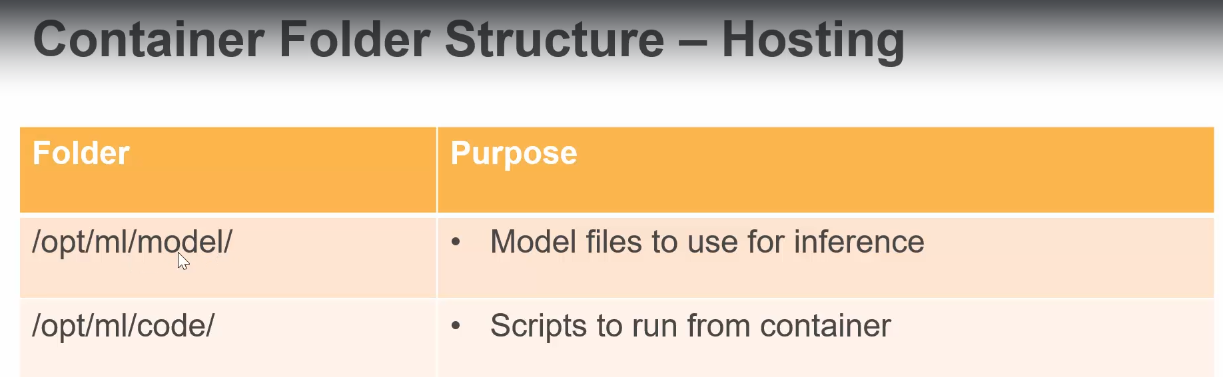 Container Folder Structure – Hosting
Folder
Purpose
/opt/ml/model/
• Model files to use for inference
/opt/ml/code/
• Scripts to run from container